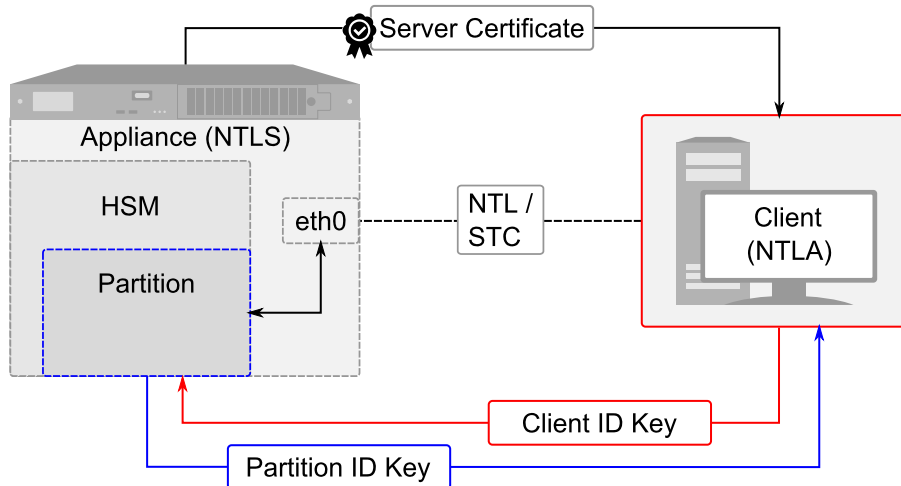 Server Certificate
Appliance (NTLS)
HSM
eth0
Partition
NTL /
STC
Client
(NTLA)
Client ID Key
Partition ID Key